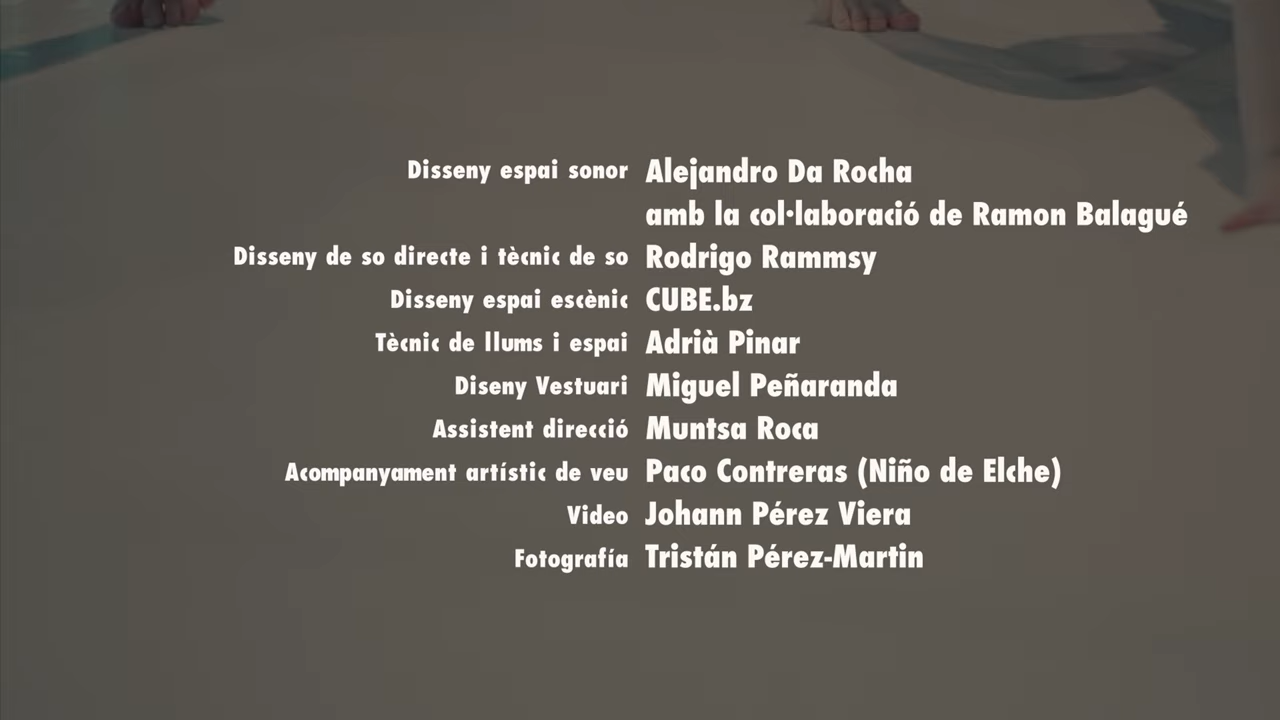 Disseny espai sonor Alejandro Da Rocha
amb la col·laboració de Ramon Balagué
Disseny de so directe i tècnic de so Rodrigo Rammsy
Disseny espai escènic CUBE.bz
Tècnic de llums i espai Adrià Pinar
Diseny Vestuari Miguel Peñaranda
Assistent direcció Muntsa Roca
Acompanyament artístic de veu Paco Contreras (Niño de Elche)
Video Johann Pérez Viera
Fotografía Tristán Pérez-Martin